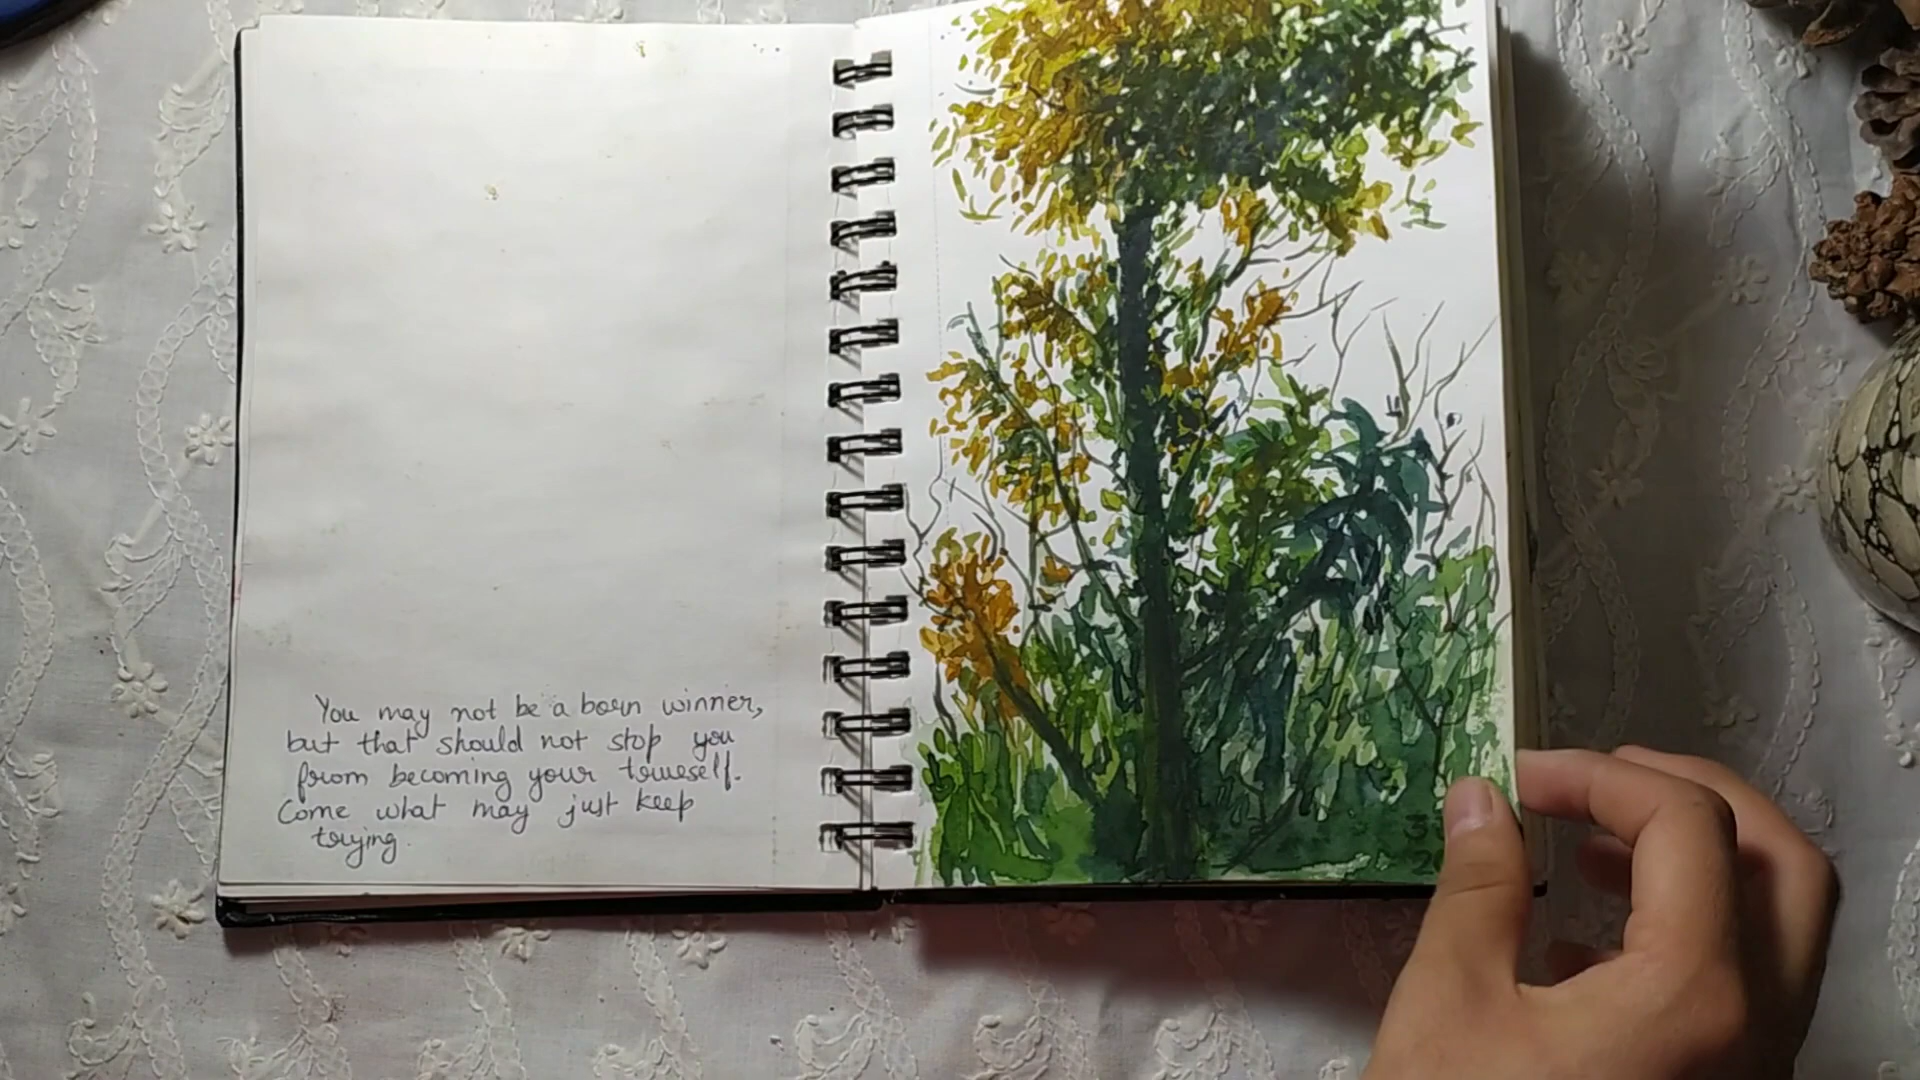 You may not be a born winner,
but that should not stop you
from becoming your trueself.
Come what may just keep
trying.